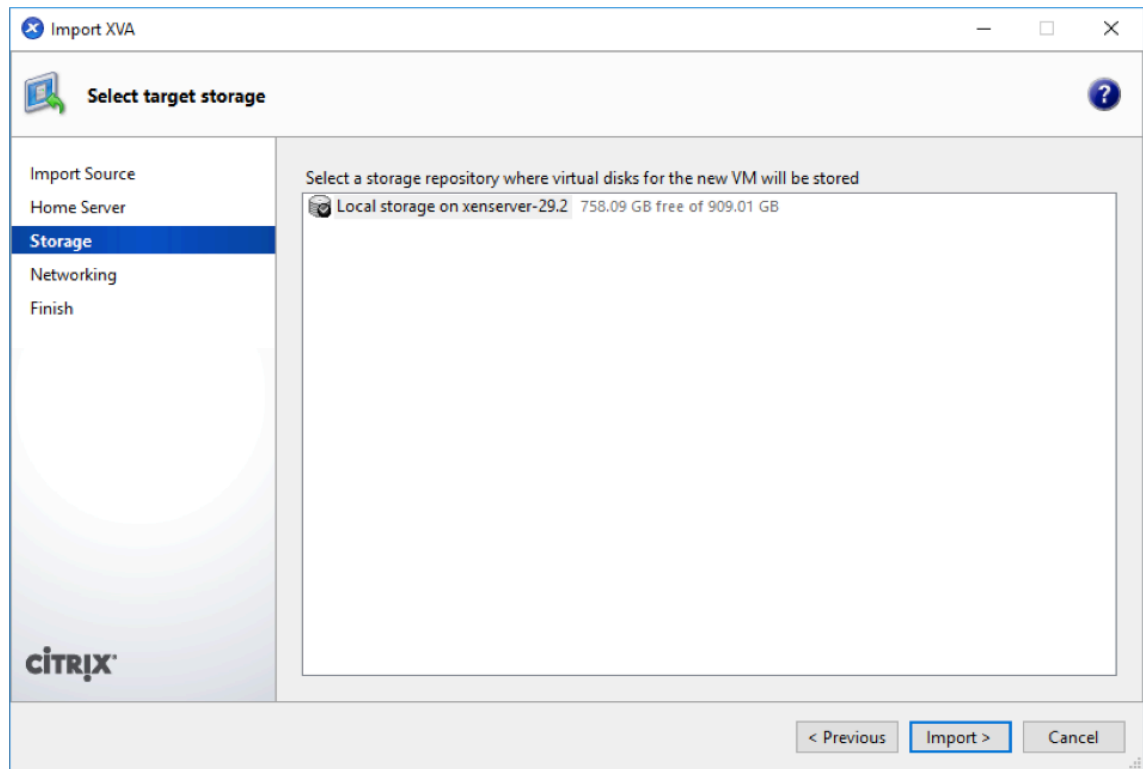 Import XVA
Select target storage
?
Import Source
Home Server
Storage
Networking
Finish
Select a storage repository where virtual disks for the new VM will be stored
Local storage on xenserver-29.2 758.09 GB free of 909.01 GB
CİTRIX
< Previous Import > Cancel